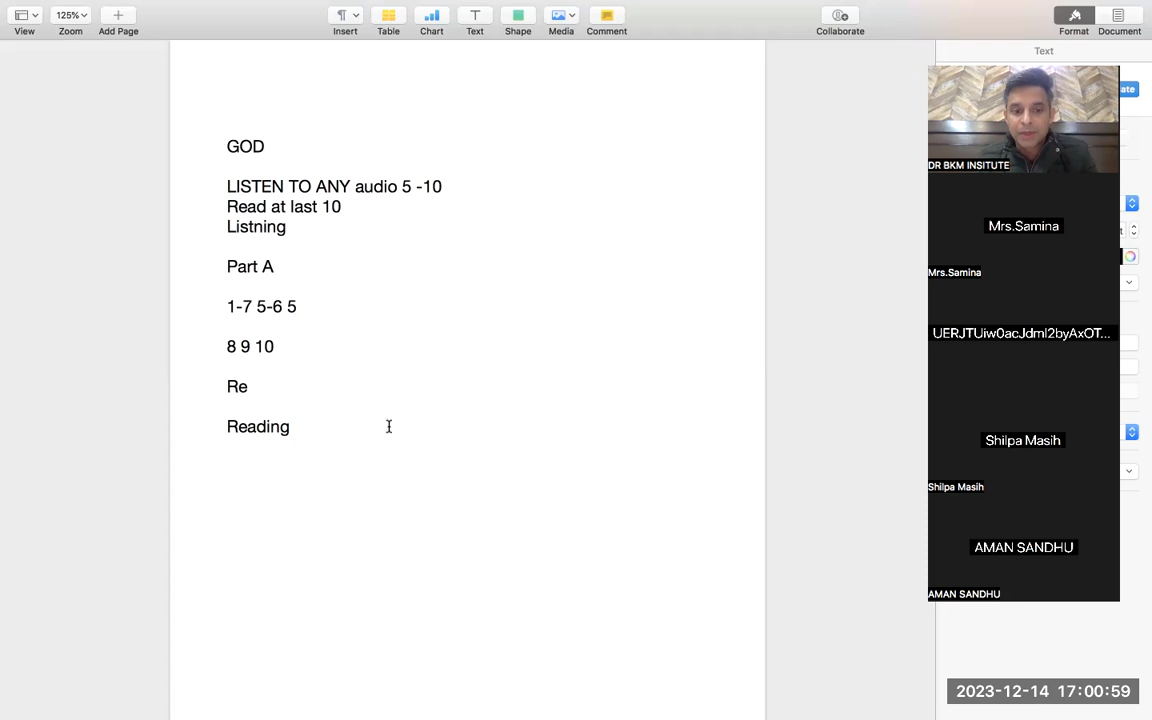 View
125%
Zoom
Add Page
Insert
Table
Chart
Text
Shape
Media
Comment
Collaborate
Format
Document
Text
GOD
LISTEN TO ANY audio 5 -10
Read at last 10
Listning
Part A
1-7 5-6 5
8 9 10
Re
Reading
DR BKM INSITUTE
Mrs.Samina
Mrs.Samina
Shilpa Masih
Shilpa Masih
AMAN SANDHU
AMAN SANDHU
2023-12-14 17:00:59